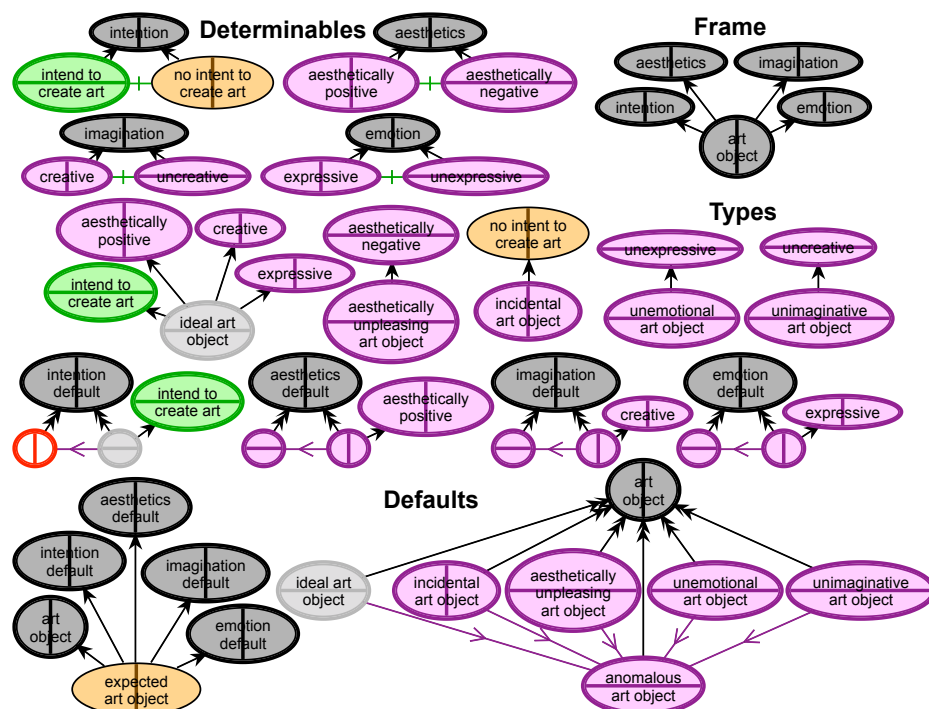 Determinables
Frame
intention
aesthetics
intend to
create art
no intent to
create art
aesthetically
positive
aesthetically
negative
aesthetics
imagination
intention
emotion
art
object
imagination
emotion
creative
uncreative
expressive
unexpressive
Types
aesthetically
positive
creative
expressive
intend to
create art
ideal art
object
aesthetically
negative
aesthetically
unpleasing
art object
no intent to
create art
incidental
art object
unexpressive
unemotional
art object
uncreative
unimaginative
art object
intention
default
intend to
create art
aesthetics
default
aesthetically
positive
imagination
default
creative
emotion
default
expressive
Defaults
aesthetics
default
intention
default
imagination
default
art
object
emotion
default
expected
art object
art
object
ideal art
object
incidental
art object
aesthetically
unpleasing
art object
unemotional
art object
unimaginative
art object
anomalous
art object